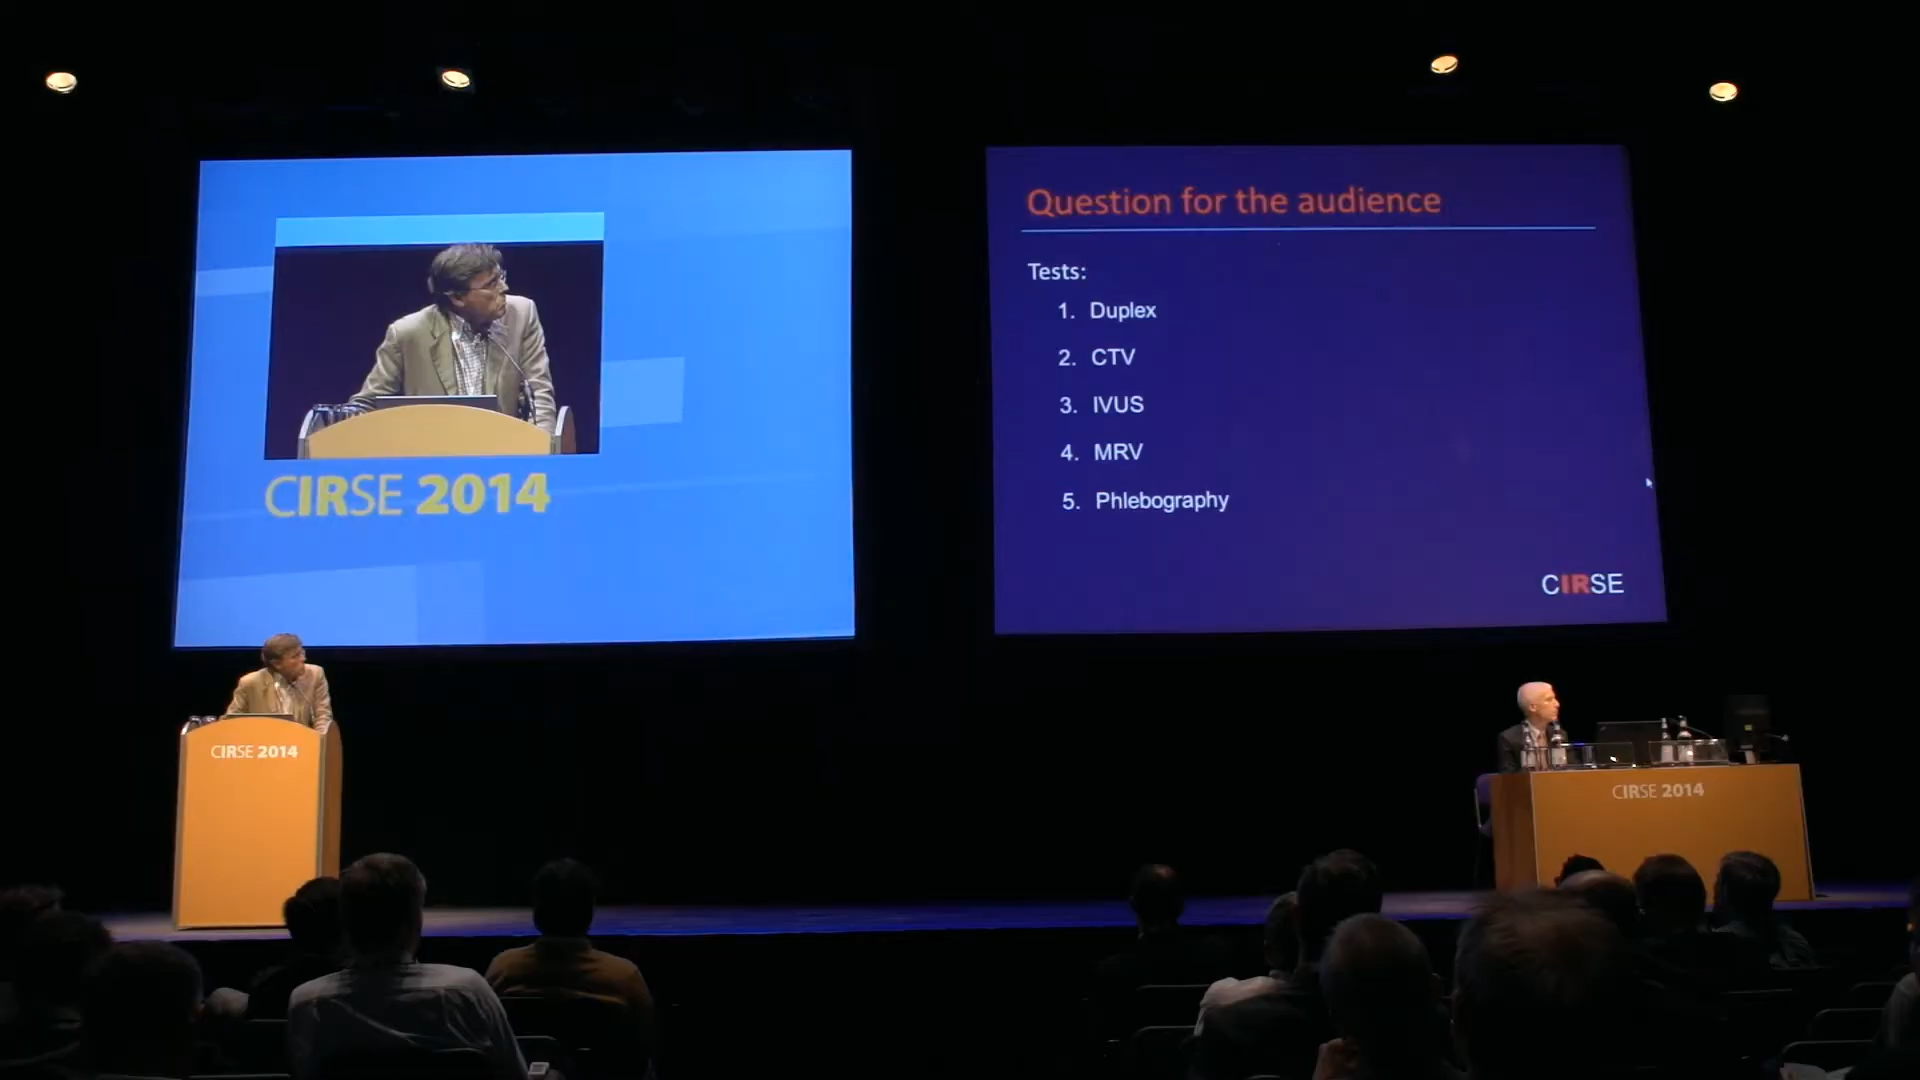 CIRSE 2014
Question for the audience
Tests:
1. Duplex
2. CTV
3. IVUS
4. MRV
5. Phlebography
CIRSE
CIRSE 2014
CIRSE 2014